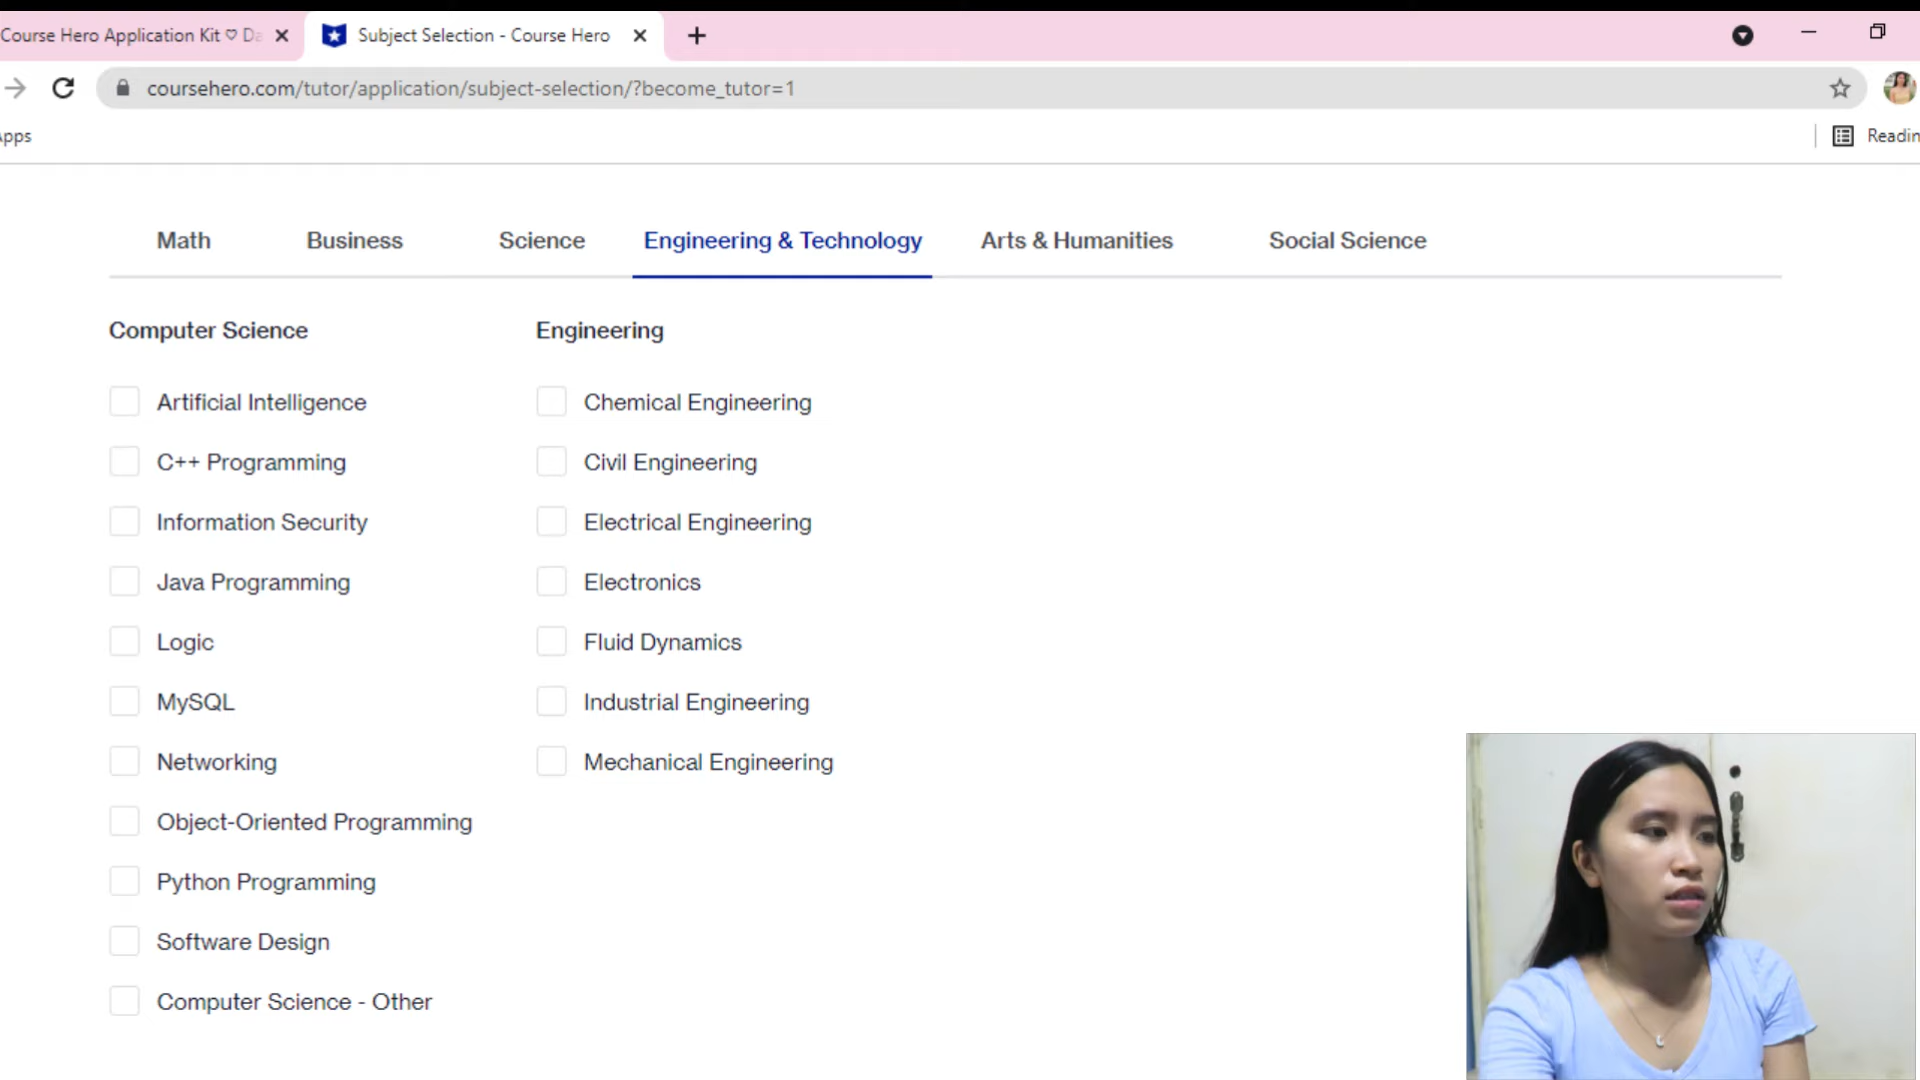 Course Hero Application Kit ♡ Da
Subject Selection - Course Hero
coursehero.com/tutor/application/subject-selection/?become_tutor=1
Apps
Readin
Math Business Science Engineering & Technology Arts & Humanities Social Science
Computer Science
Artificial Intelligence
C++ Programming
Information Security
Java Programming
Logic
MySQL
Networking
Object-Oriented Programming
Python Programming
Software Design
Computer Science - Other
Engineering
Chemical Engineering
Civil Engineering
Electrical Engineering
Electronics
Fluid Dynamics
Industrial Engineering
Mechanical Engineering